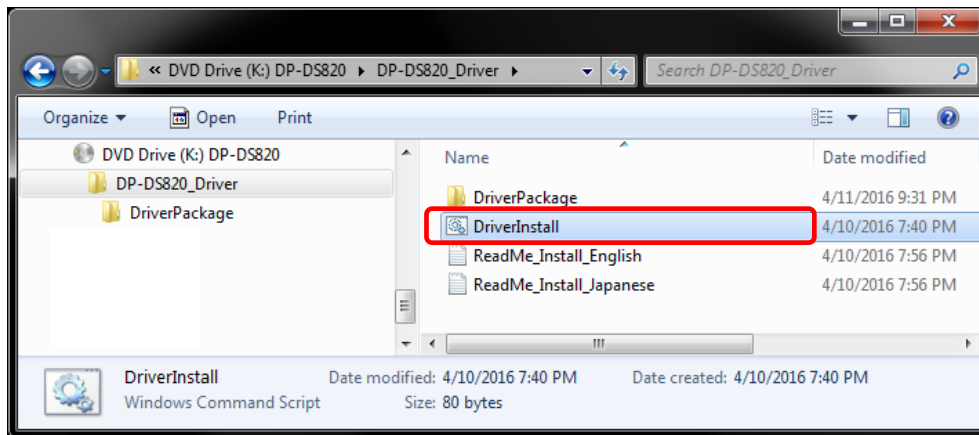 « DVD Drive (K:) DP-DS820 ▸ DP-DS820_Driver ▸ Search DP-DS820_Driver
Organize ▼ Open Print
DVD Drive (K:) DP-DS820
DP-DS820_Driver
DriverPackage
Name Date modified
DriverPackage 4/11/2016 9:31 PM
DriverInstall 4/10/2016 7:40 PM
ReadMe_Install_English 4/10/2016 7:56 PM
ReadMe_Install_Japanese 4/10/2016 7:56 PM
DriverInstall Date modified: 4/10/2016 7:40 PM Date created: 4/10/2016 7:40 PM
Windows Command Script Size: 80 bytes